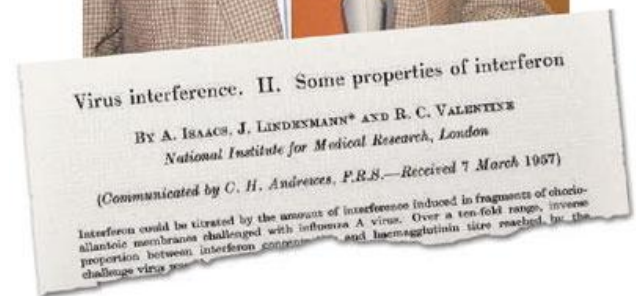 Virus interference. II. Some properties of interferon
By A. Isaacs, J. Lindenmann* and R. C. Valentine
National Institute for Medical Research, London
(Communicated by C. H. Andrewes, F.R.S.—Received 7 March 1957)
Interferon could be titrated by the amount of interference induced in fragments of chorio-
allantoic membranes challenged with influenza A virus. Over a ten-fold range, inverse
proportion between interferon and haemagglutinin titre reached by the
challenge virus